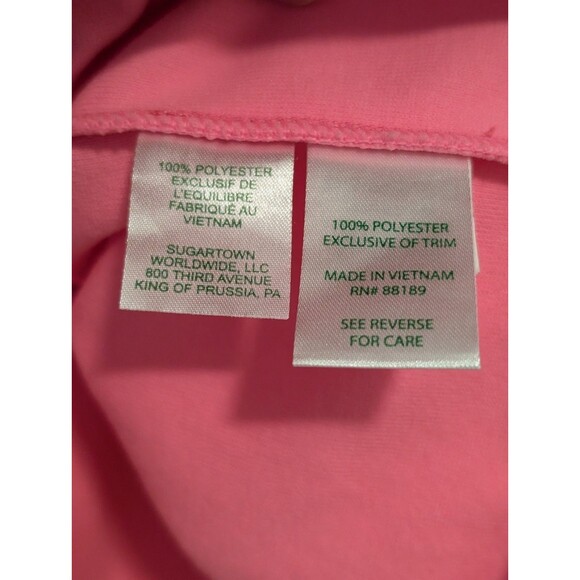 100% POLYESTER
EXCLUSIF DE
L'EQUILIBRE
FABRIQUÉ AU
VIETNAM
SUGARTOWN
WORLDWIDE, LLC
800 THIRD AVENUE
KING OF PRUSSIA, PA
100% POLYESTER
EXCLUSIVE OF TRIM
MADE IN VIETNAM
RN# 88189
SEE REVERSE
FOR CARE